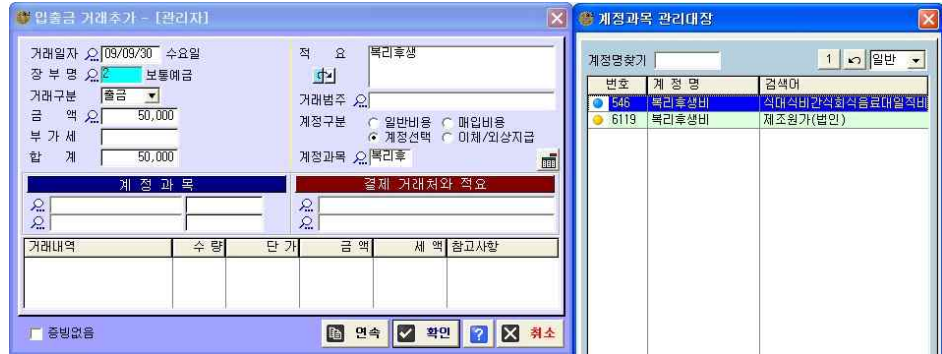 입출금 거래추가 - [관리자]
거래일자 09/09/30 수요일
장 부 명 2 보통예금
거래구분 출금
금 액 50,000
부 가 세
합 계 50,000
적 요 복리후생
거래범주
계정구분 일반비용 매입비용
계정선택 이체/외상지급
계정과목 복리후
계 정 과 목
결제 거래처와 적요
거래내역 수 량 단 가 금 액 세 액 참고사항
증빙없음
연속 확인 ? 취소
계정과목 관리대장
계정명찾기 1 일반
번호 계 정 명 검색어
546 복리후생비 식대식비간식회식음료대일직비
6119 복리후생비 제조원가(법인)